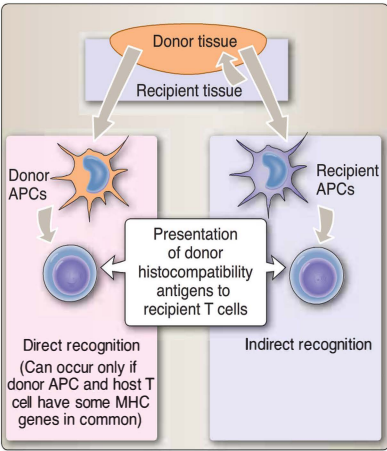 Donor tissue
Recipient tissue
Donor
APCs
Recipient
APCs
Presentation
of donor
histocompatibility
antigens to
recipient T cells
Direct recognition
(Can occur only if
donor APC and host T
cell have some MHC
genes in common)
Indirect recognition